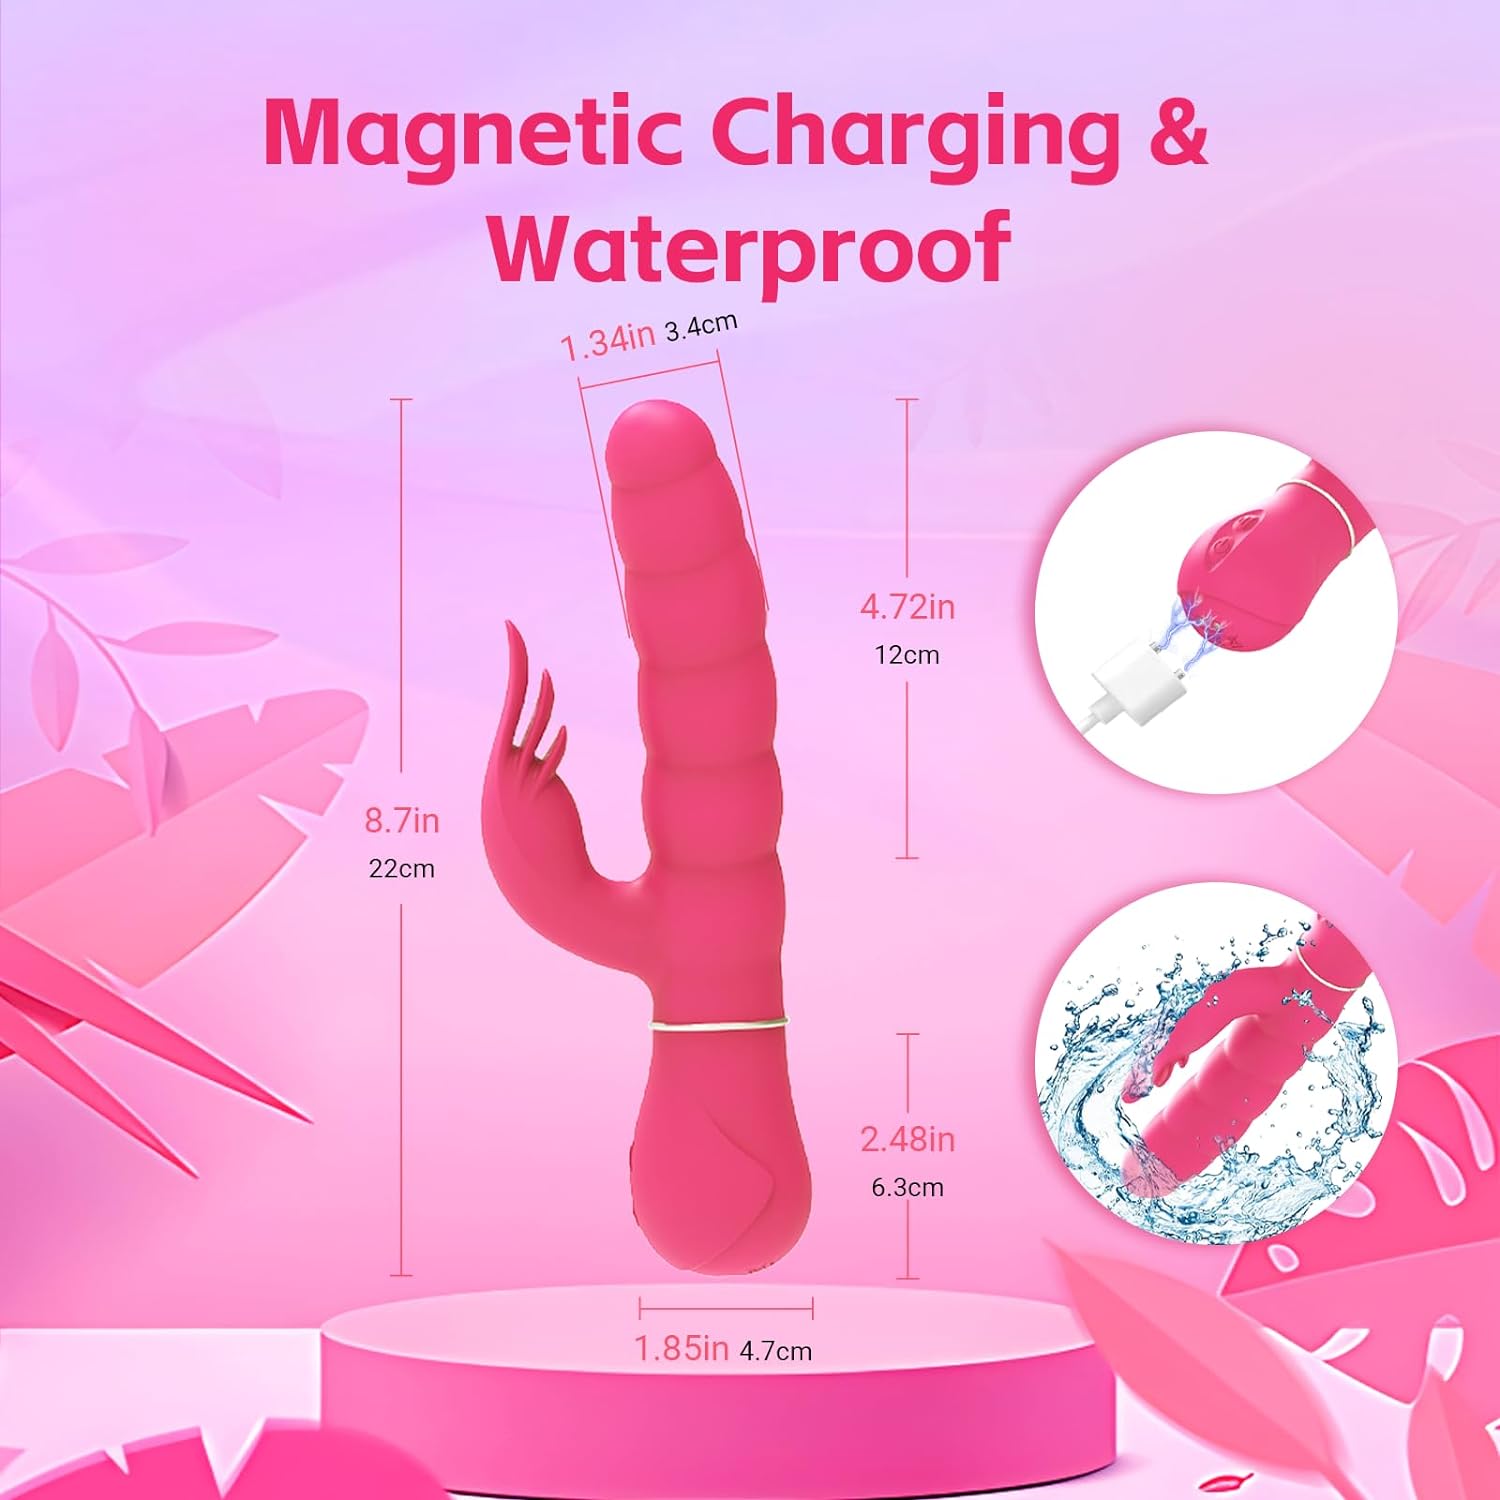 Magnetic Charging &
Waterproof
1.34in 3.4cm
4.72in
12cm
8.7in
22cm
2.48in
6.3cm
1.85in 4.7cm